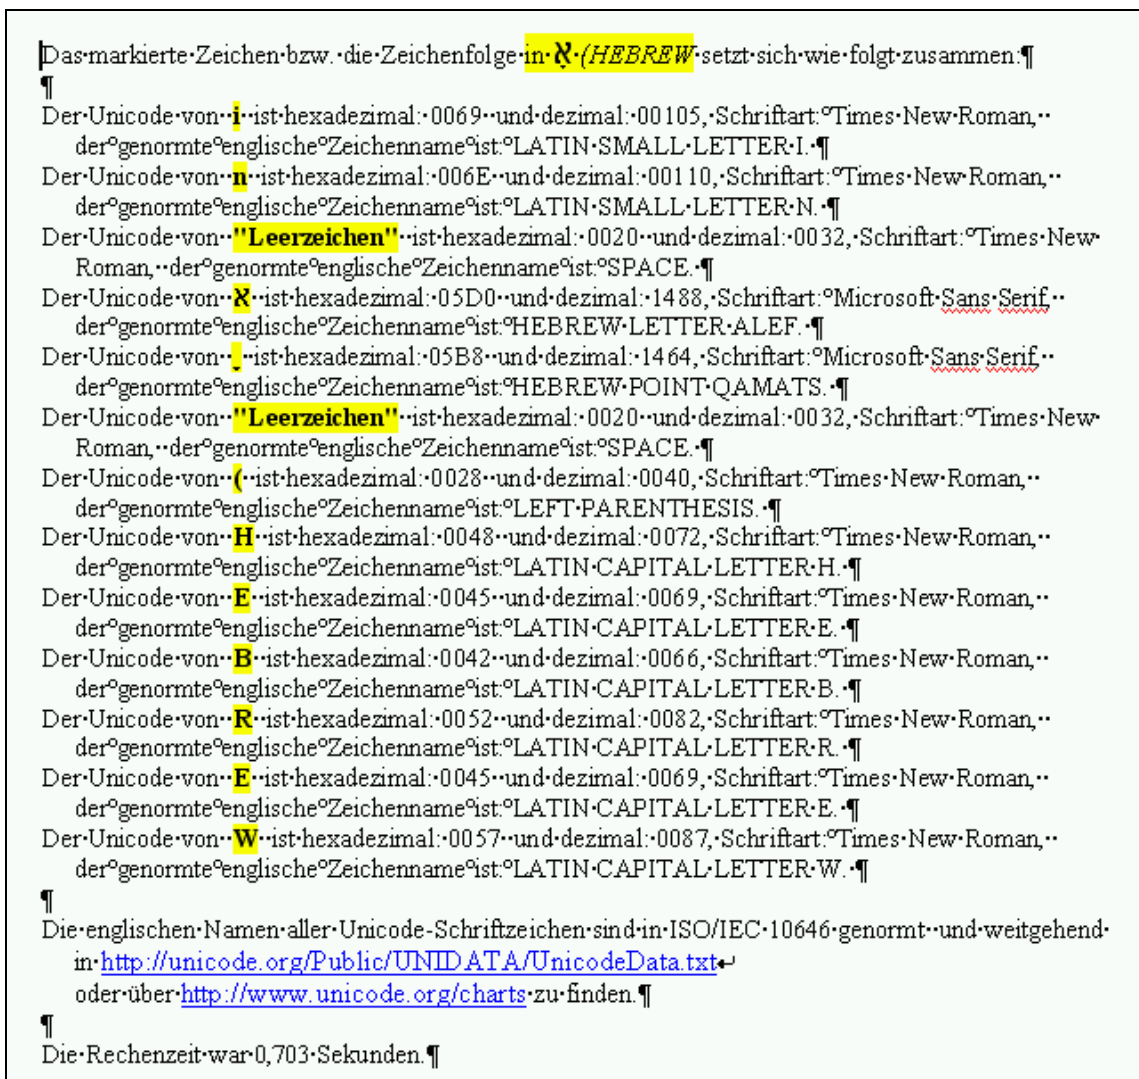 Das·markierte·Zeichen·bzw.·die·Zeichenfolge·in·אָ·(HEBREW·setzt·sich·wie·folgt·zusammen:¶
¶
Der·Unicode·von··i··ist·hexadezimal:·0069··und·dezimal:·00105,·Schriftart:°Times·New·Roman,··
der°genormte°englische°Zeichenname°ist:°LATIN·SMALL·LETTER·I.·¶
Der·Unicode·von··n··ist·hexadezimal:·006E··und·dezimal:·00110,·Schriftart:°Times·New·Roman,··
der°genormte°englische°Zeichenname°ist:°LATIN·SMALL·LETTER·N.·¶
Der·Unicode·von··"Leerzeichen"··ist·hexadezimal:·0020··und·dezimal:·0032,·Schriftart:°Times·New·
Roman,··der°genormte°englische°Zeichenname°ist:°SPACE.·¶
Der·Unicode·von··א··ist·hexadezimal:·05D0··und·dezimal:·1488,·Schriftart:°Microsoft·Sans·Serif,··
der°genormte°englische°Zeichenname°ist:°HEBREW·LETTER·ALEF.·¶
Der·Unicode·von··ָ··ist·hexadezimal:·05B8··und·dezimal:·1464,·Schriftart:°Microsoft·Sans·Serif,··
der°genormte°englische°Zeichenname°ist:°HEBREW·POINT·QAMATS.·¶
Der·Unicode·von··"Leerzeichen"··ist·hexadezimal:·0020··und·dezimal:·0032,·Schriftart:°Times·New·
Roman,··der°genormte°englische°Zeichenname°ist:°SPACE.·¶
Der·Unicode·von··(··ist·hexadezimal:·0028··und·dezimal:·0040,·Schriftart:°Times·New·Roman,··
der°genormte°englische°Zeichenname°ist:°LEFT·PARENTHESIS.·¶
Der·Unicode·von··H··ist·hexadezimal:·0048··und·dezimal:·0072,·Schriftart:°Times·New·Roman,··
der°genormte°englische°Zeichenname°ist:°LATIN·CAPITAL·LETTER·H.·¶
Der·Unicode·von··E··ist·hexadezimal:·0045··und·dezimal:·0069,·Schriftart:°Times·New·Roman,··
der°genormte°englische°Zeichenname°ist:°LATIN·CAPITAL·LETTER·E.·¶
Der·Unicode·von··B··ist·hexadezimal:·0042··und·dezimal:·0066,·Schriftart:°Times·New·Roman,··
der°genormte°englische°Zeichenname°ist:°LATIN·CAPITAL·LETTER·B.·¶
Der·Unicode·von··R··ist·hexadezimal:·0052··und·dezimal:·0082,·Schriftart:°Times·New·Roman,··
der°genormte°englische°Zeichenname°ist:°LATIN·CAPITAL·LETTER·R.·¶
Der·Unicode·von··E··ist·hexadezimal:·0045··und·dezimal:·0069,·Schriftart:°Times·New·Roman,··
der°genormte°englische°Zeichenname°ist:°LATIN·CAPITAL·LETTER·E.·¶
Der·Unicode·von··W··ist·hexadezimal:·0057··und·dezimal:·0087,·Schriftart:°Times·New·Roman,··
der°genormte°englische°Zeichenname°ist:°LATIN·CAPITAL·LETTER·W.·¶
¶
Die·englischen·Namen·aller·Unicode-Schriftzeichen·sind·in·ISO/IEC·10646·genormt··und·weitgehend·
in·http://unicode.org/Public/UNIDATA/UnicodeData.txt↵
oder·über·http://www.unicode.org/charts·zu·finden.¶
¶
Die·Rechenzeit·war·0,703·Sekunden.¶